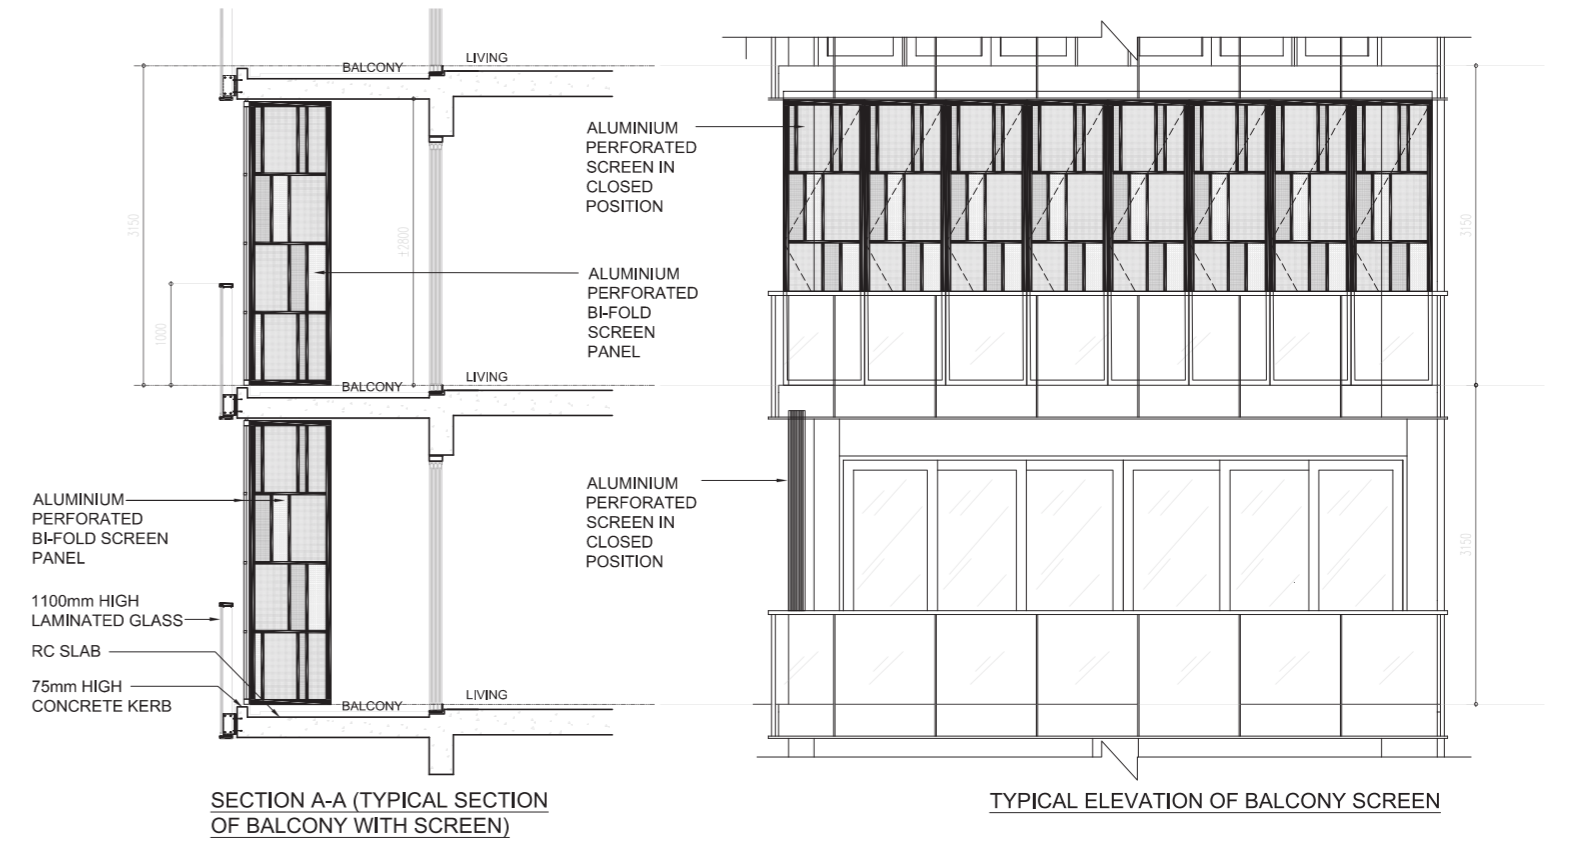 LIVING
BALCONY
3150
±2800
1000
ALUMINIUM
PERFORATED
SCREEN IN
CLOSED
POSITION
ALUMINIUM
PERFORATED
BI-FOLD
SCREEN
PANEL
LIVING
BALCONY
ALUMINIUM
PERFORATED
BI-FOLD SCREEN
PANEL
1100mm HIGH
LAMINATED GLASS
RC SLAB
75mm HIGH
CONCRETE KERB
ALUMINIUM
PERFORATED
SCREEN IN
CLOSED
POSITION
LIVING
BALCONY
3150
3150
SECTION A-A (TYPICAL SECTION
OF BALCONY WITH SCREEN)
TYPICAL ELEVATION OF BALCONY SCREEN